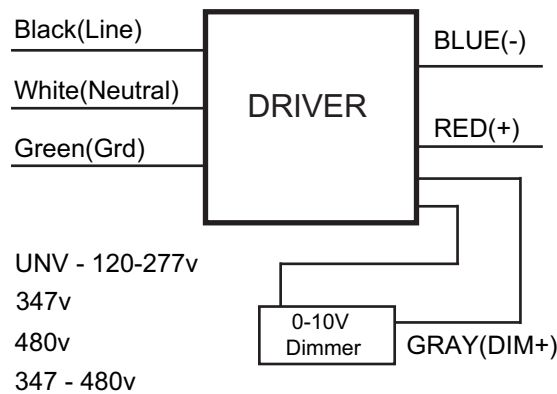 Black(Line)
White(Neutral)
Green(Grd)
DRIVER
BLUE(-)
RED(+)
UNV - 120-277v
347v
480v
347 - 480v
0-10V
Dimmer
GRAY(DIM+)